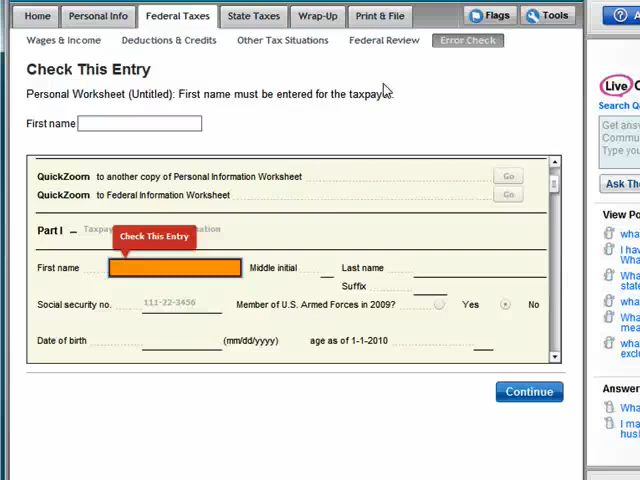 Home Personal Info Federal Taxes State Taxes Wrap-Up Print & File Flags Tools
Wages & Income Deductions & Credits Other Tax Situations Federal Review Error Check
Check This Entry
Personal Worksheet (Untitled): First name must be entered for the taxpayer.
First name
QuickZoom to another copy of Personal Information Worksheet Go
QuickZoom to Federal Information Worksheet Go
Part I –
Check This Entry
First name Middle initial Last name
Suffix
Social security no. 111-22-3456 Member of U.S. Armed Forces in 2009? Yes No
Date of birth (mm/dd/yyyy) age as of 1-1-2010
Continue
Live
Search
Get
Type
Ask
View
I